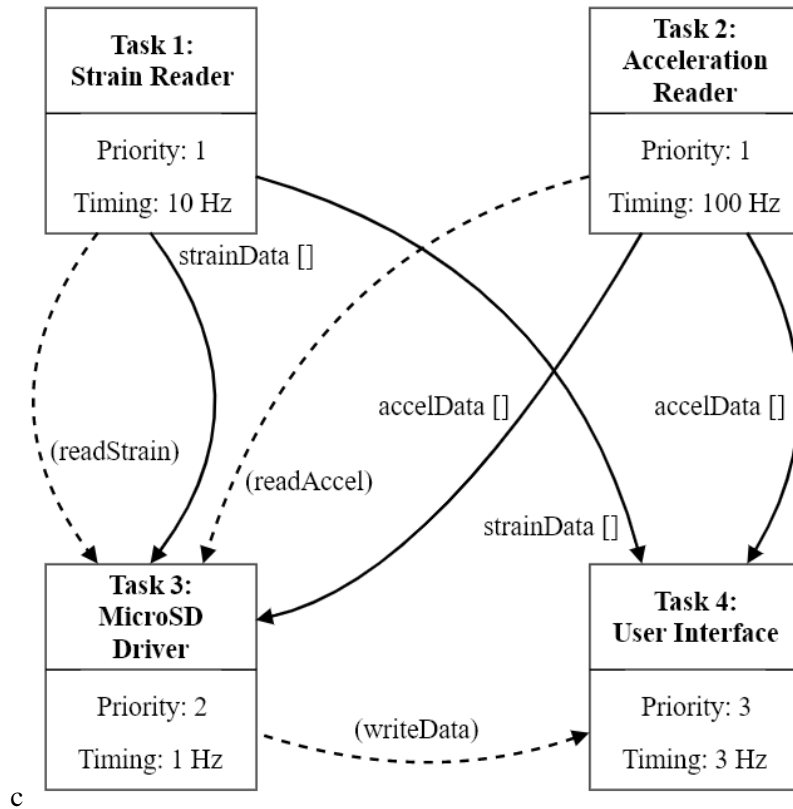 Task 1:
Strain Reader
Priority: 1
Timing: 10 Hz
Task 2:
Acceleration
Reader
Priority: 1
Timing: 100 Hz
strainData []
accelData []
accelData []
(readStrain)
(readAccel)
strainData []
Task 3:
MicroSD
Driver
Priority: 2
Timing: 1 Hz
(writeData)
Task 4:
User Interface
Priority: 3
Timing: 3 Hz
c